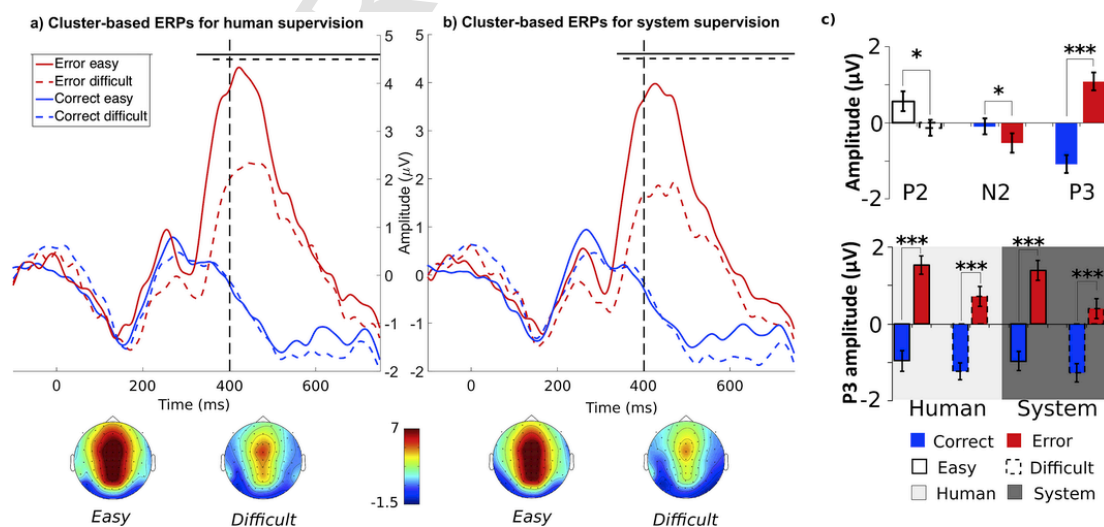 a) Cluster-based ERPs for human supervision
Error easy
Error difficult
Correct easy
Correct difficult
5
4
3
2
1
0
-1
-2
Amplitude (µV)
0 200 400 600
Time (ms)
b) Cluster-based ERPs for system supervision
0 200 400 600
Time (ms)
7
-1.5
Easy Difficult
Easy Difficult
c)
Amplitude (µV)
2
0
-2
* * ***
P2 N2 P3
P3 amplitude (µV)
2
0
-2
*** *** *** ***
Human System
Correct Error
Easy Difficult
Human System